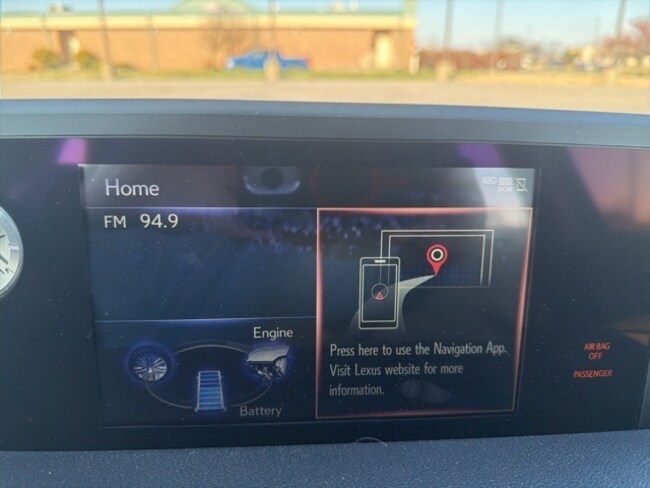 Home
DCM
FM 94.9
Engine
Battery
Press here to use the Navigation App.
Visit Lexus website for more
information.
AIR BAG
OFF
PASSENGER